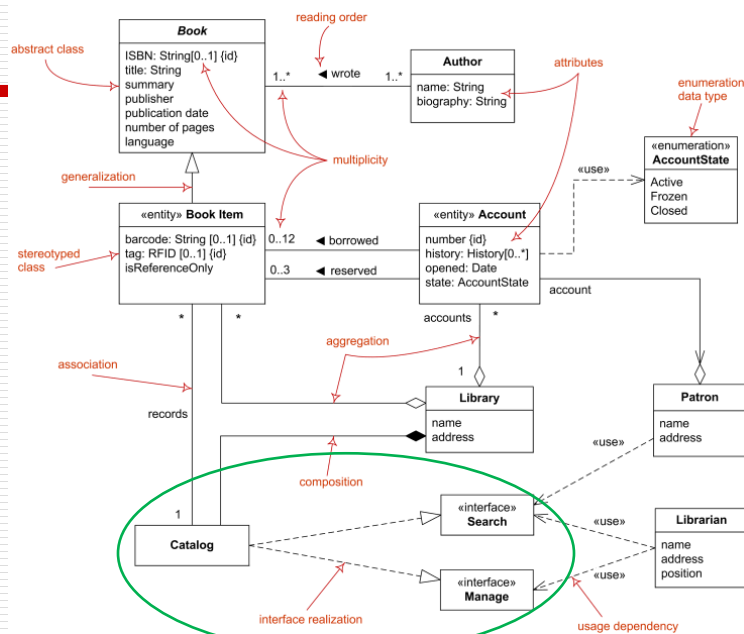 reading order
Book
abstract class
ISBN: String[0..1] {id}
title: String
summary
publisher
publication date
number of pages
language
1..*
◄ wrote
1..*
Author
name: String
biography: String
attributes
enumeration
data type
«enumeration»
AccountState
Active
Frozen
Closed
multiplicity
generalization
«use»
«entity» Book Item
barcode: String [0..1] {id}
tag: RFID [0..1] {id}
isReferenceOnly
stereotyped
class
0..12
◄ borrowed
0..3
◄ reserved
«entity» Account
number {id}
history: History[0..*]
opened: Date
state: AccountState
account
*
*
accounts
*
aggregation
association
1
records
Library
name
address
Patron
name
address
composition
«use»
1
Catalog
«interface»
Search
«use»
Librarian
name
address
position
«interface»
Manage
«use»
interface realization
usage dependency